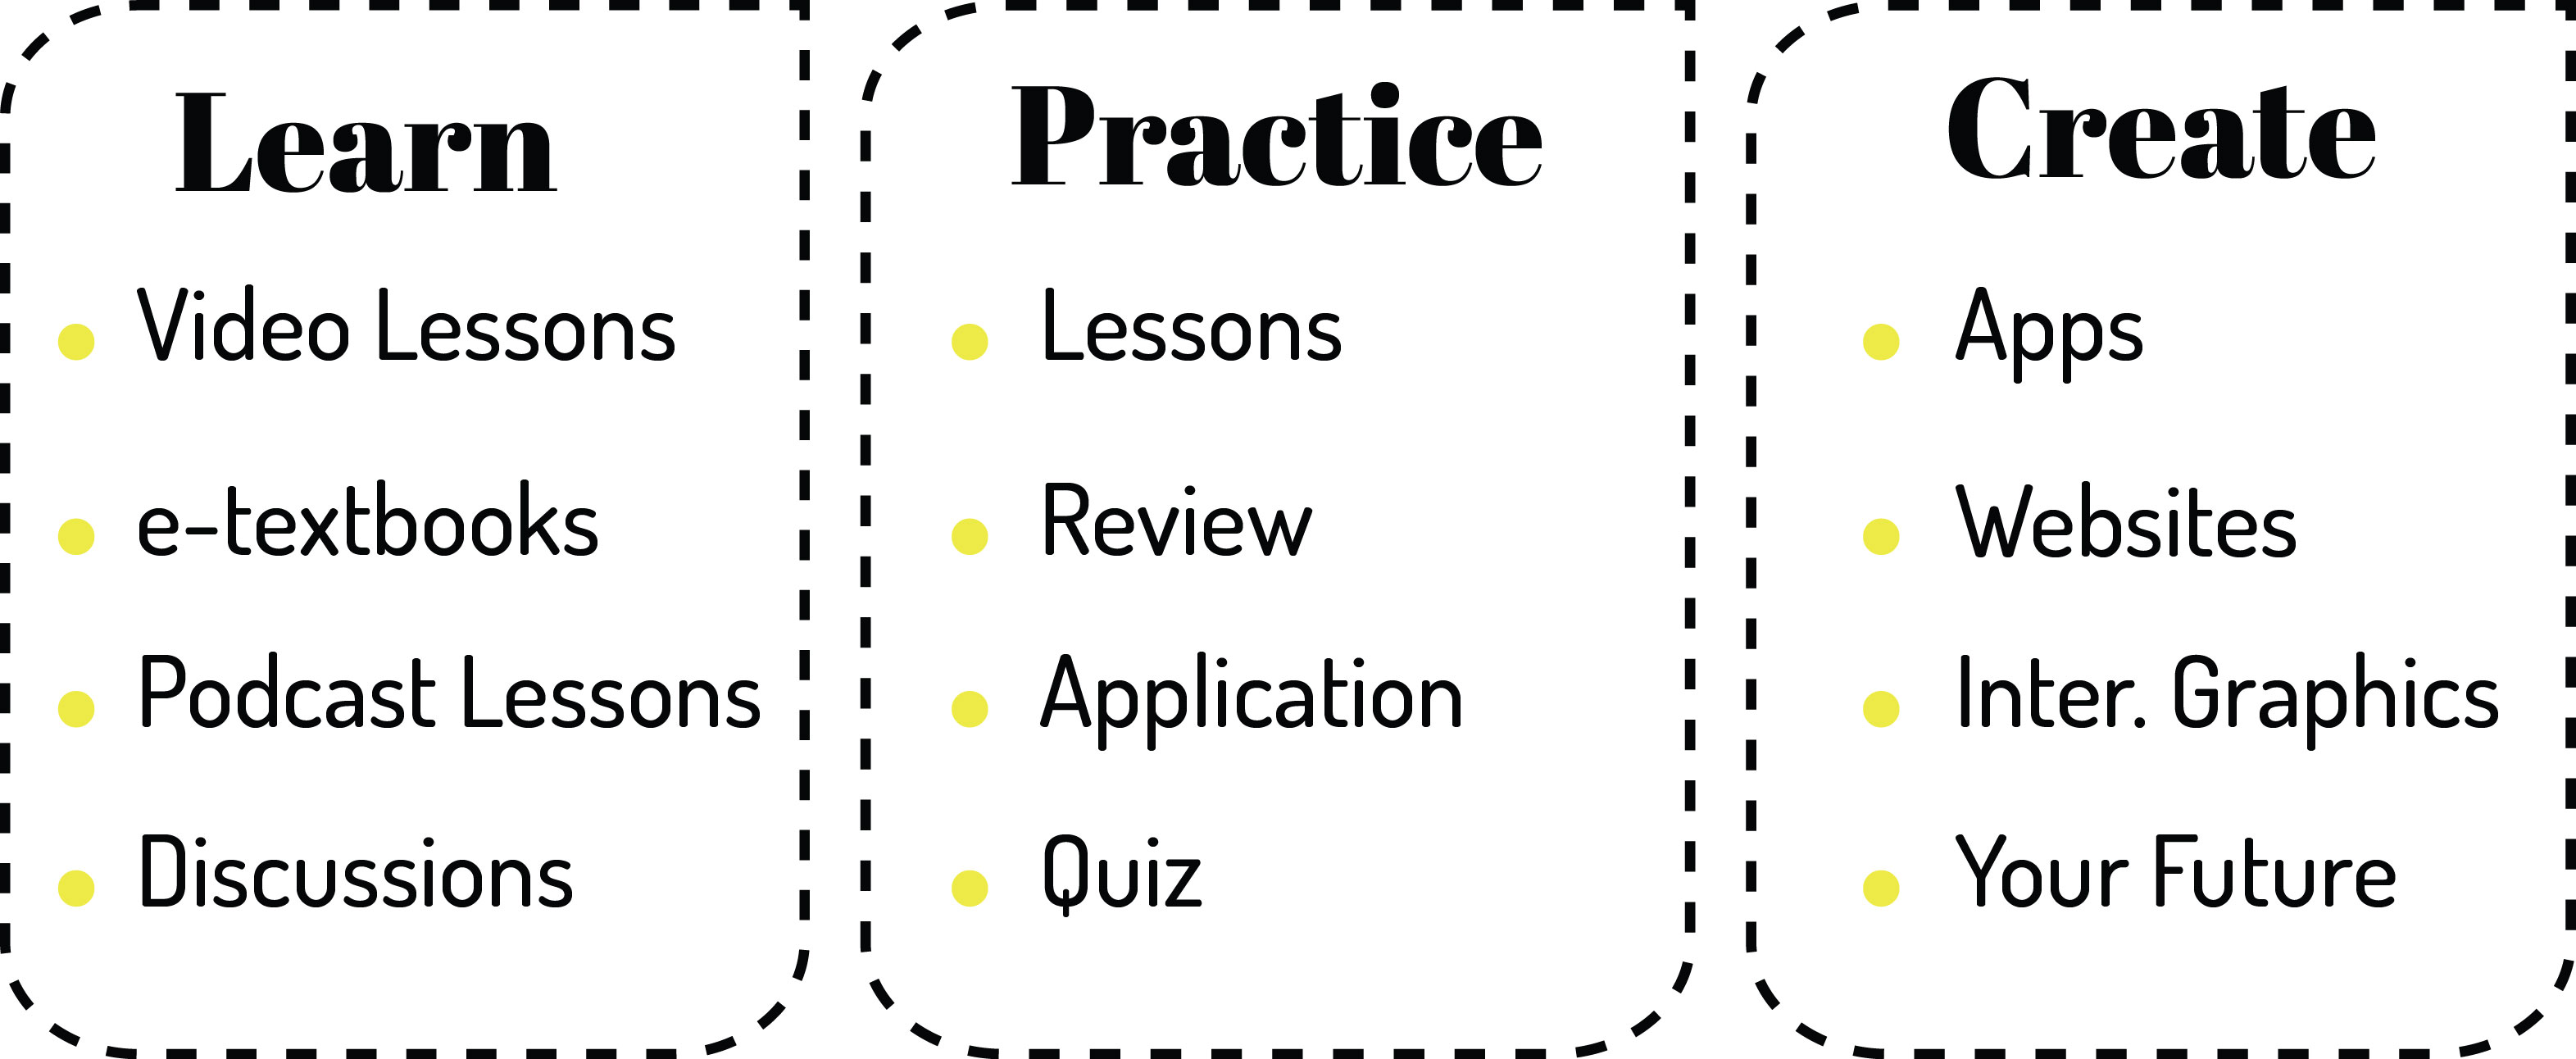 Learn
Video Lessons
e-textbooks
Podcast Lessons
Discussions
Practice
Lessons
Review
Application
Quiz
Create
Apps
Websites
Inter. Graphics
Your Future